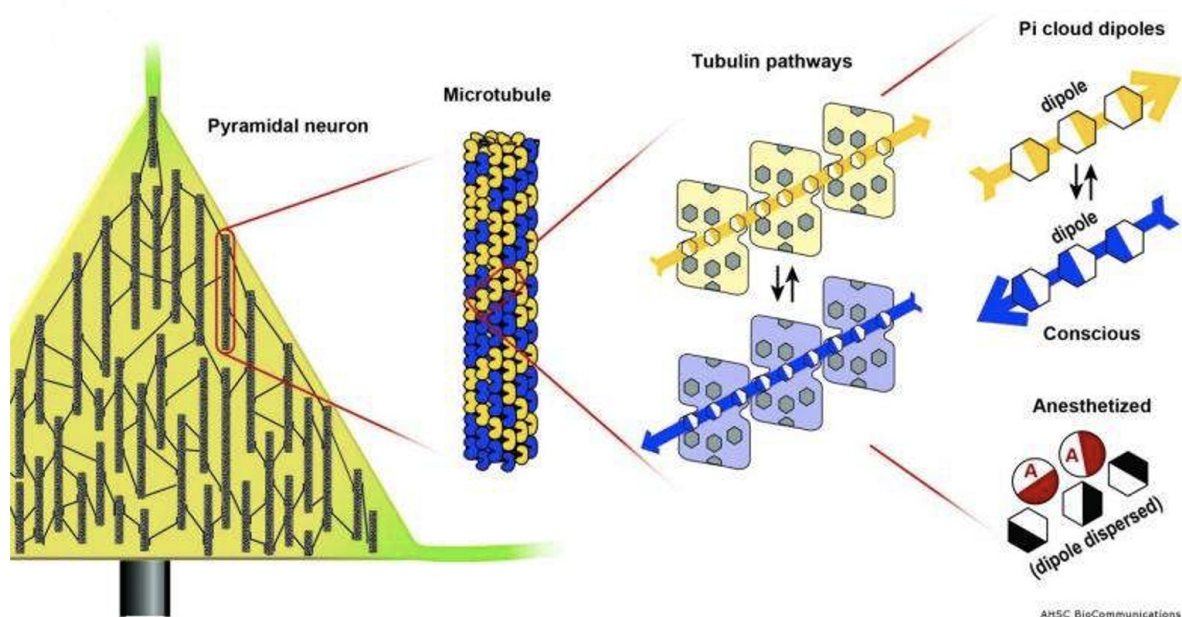 Pi cloud dipoles
Tubulin pathways
Microtubule
Pyramidal neuron
dipole
dipole
Conscious
Anesthetized
A
A
(dipole dispersed)
AHSC BioCommunications